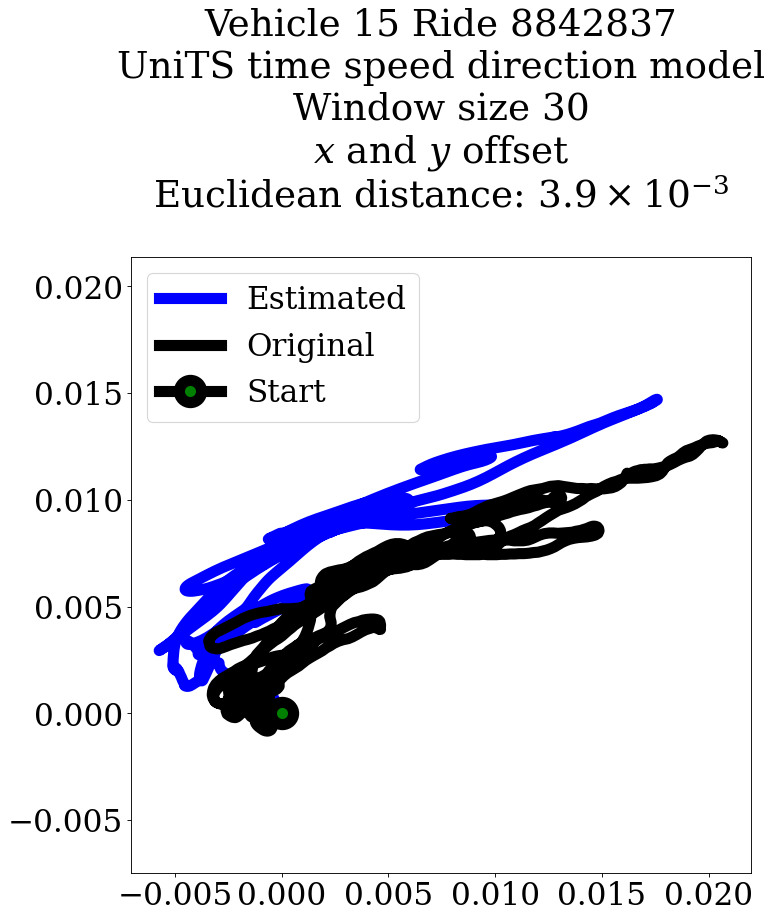 Vehicle 15 Ride 8842837
UniTS time speed direction model
Window size 30
x and y offset
Euclidean distance: 3.9 × 10⁻³
0.020
0.015
0.010
0.005
0.000
−0.005
Estimated
Original
Start
−0.005 0.000 0.005 0.010 0.015 0.020